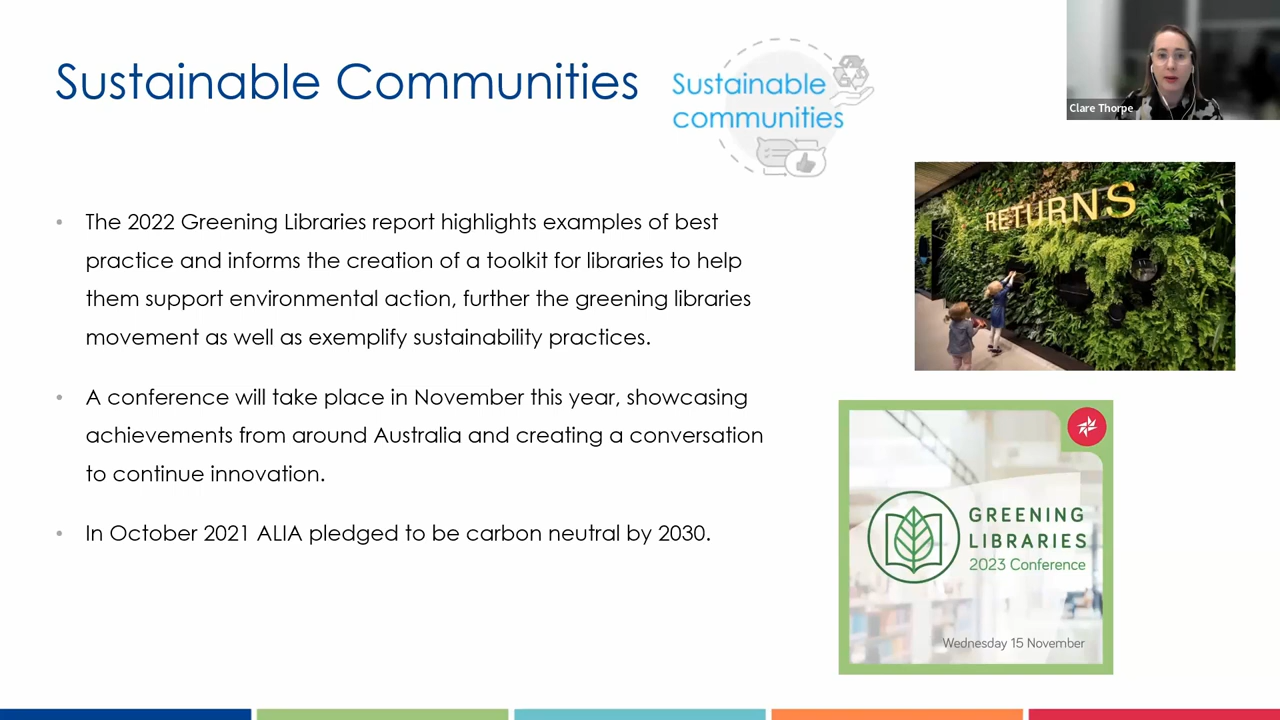 Sustainable Communities
Sustainable
communities
Clare Thorpe
• The 2022 Greening Libraries report highlights examples of best
practice and informs the creation of a toolkit for libraries to help
them support environmental action, further the greening libraries
movement as well as exemplify sustainability practices.
• A conference will take place in November this year, showcasing
achievements from around Australia and creating a conversation
to continue innovation.
• In October 2021 ALIA pledged to be carbon neutral by 2030.
RETURNS
GREENING
LIBRARIES
2023 Conference
Wednesday 15 November